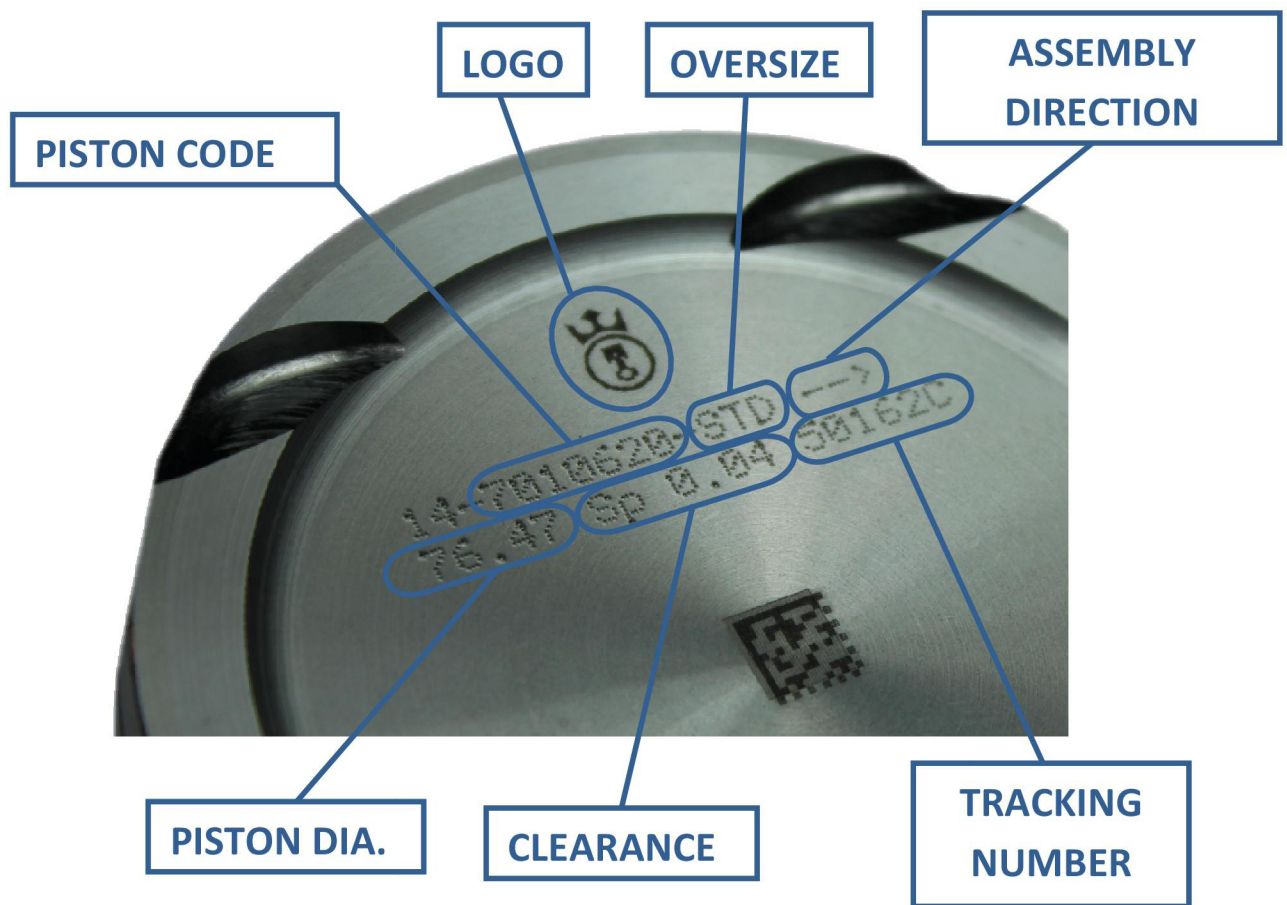 LOGO
OVERSIZE
ASSEMBLY
DIRECTION
PISTON CODE
14-7010620-STD -->
76.47 Sp 0.04 50162C
PISTON DIA.
CLEARANCE
TRACKING
NUMBER